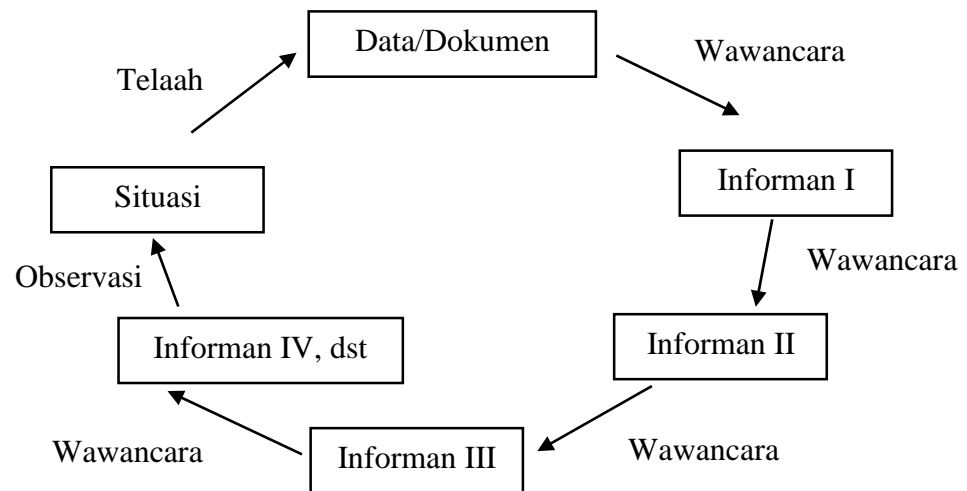 Data/Dokumen
Wawancara
Telaah
Informan I
Situasi
Wawancara
Observasi
Informan II
Informan IV, dst
Wawancara
Wawancara
Informan III